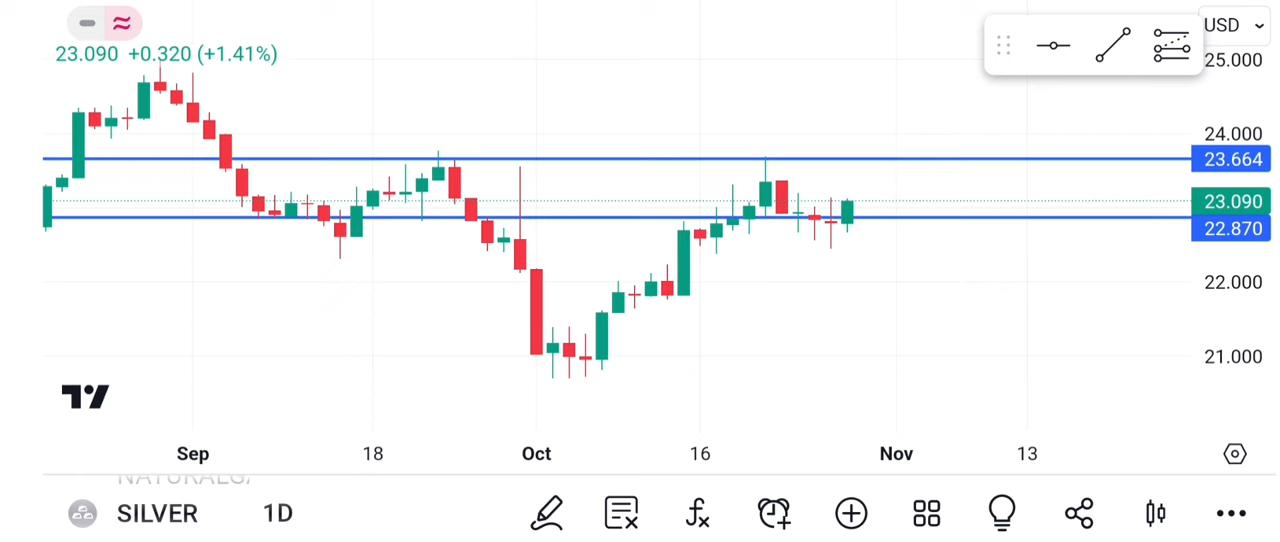 USD
23.090 +0.320 (+1.41%)
25.000
24.000
23.664
23.090
22.870
22.000
21.000
Sep 18 Oct 16 Nov 13
SILVER 1D